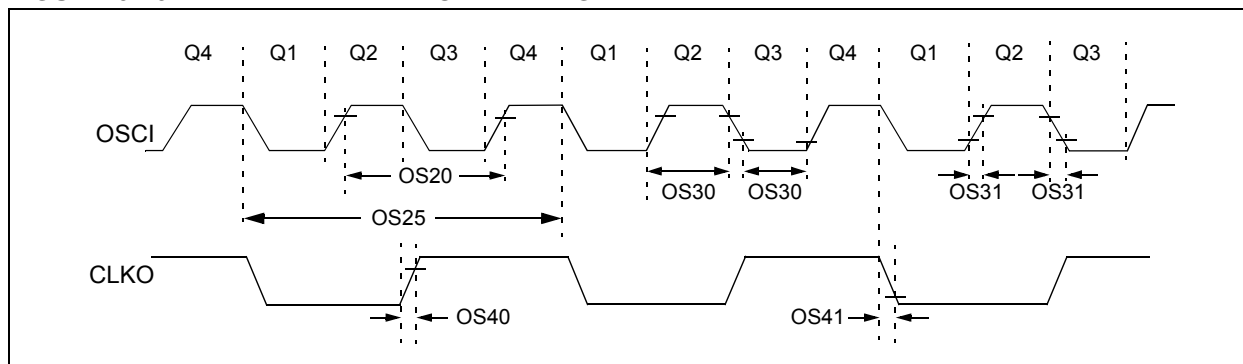 Q4 Q1 Q2 Q3 Q4 Q1 Q2 Q3 Q4 Q1 Q2 Q3
OSCI
OS20
OS30 OS30
OS31 OS31
OS25
CLKO
OS40
OS41